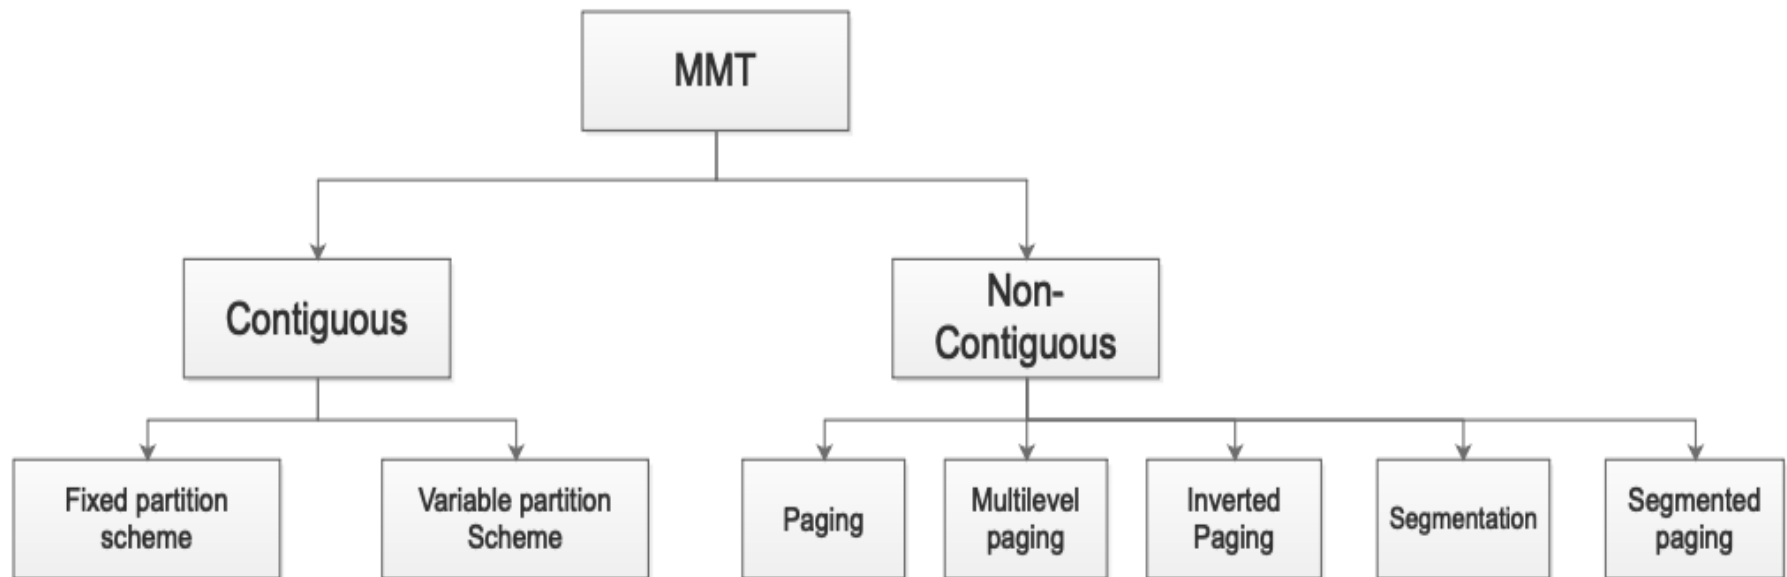 MMT
Contiguous
Non-
Contiguous
Fixed partition
scheme
Variable partition
Scheme
Paging
Multilevel
paging
Inverted
Paging
Segmentation
Segmented
paging